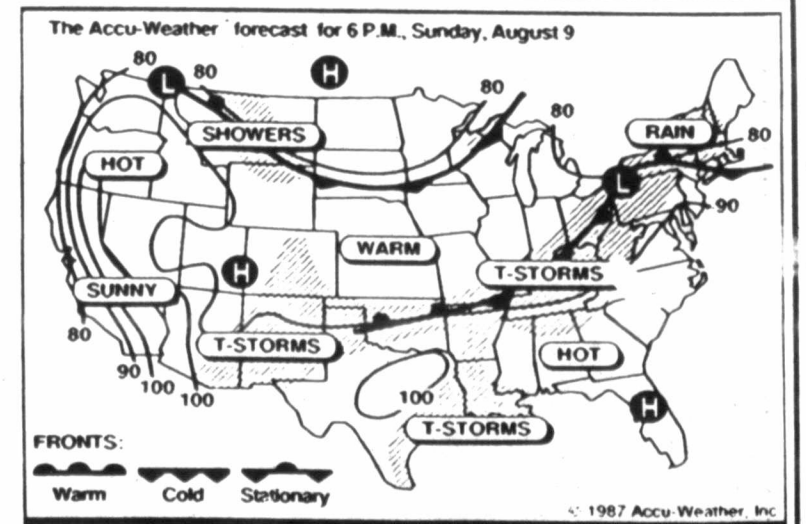 The Accu-Weather forecast for 6 P.M., Sunday, August 9
80
L
80
H
80
80
SHOWERS
RAIN
80
HOT
L
90
WARM
H
T-STORMS
SUNNY
80
T-STORMS
HOT
90
100
100
100
H
T-STORMS
FRONTS:
Warm
Cold
Stationary
© 1987 Accu-Weather, Inc